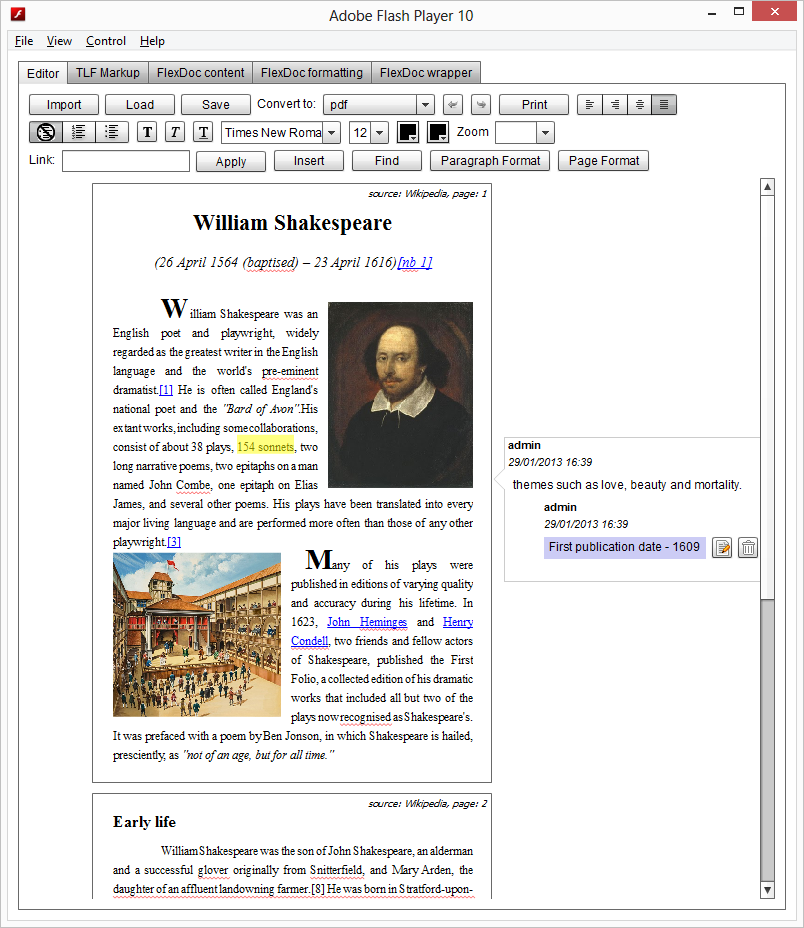 Adobe Flash Player 10
File View Control Help
Editor TLF Markup FlexDoc content FlexDoc formatting FlexDoc wrapper
Import Load Save Convert to: pdf Print
T T T Times New Roma 12 Zoom
Link: Apply Insert Find Paragraph Format Page Format
source: Wikipedia, page: 1
William Shakespeare
(26 April 1564 (baptised) – 23 April 1616)[nb 1]
William Shakespeare was an
English poet and playwright, widely
regarded as the greatest writer in the English
language and the world's pre-eminent
dramatist.[1] He is often called England's
national poet and the "Bard of Avon".His
extant works, including some collaborations,
consist of about 38 plays, 154 sonnets, two
long narrative poems, two epitaphs on a man
named John Combe, one epitaph on Elias
James, and several other poems. His plays have been translated into every
major living language and are performed more often than those of any other
playwright.[3]
Many of his plays were
published in editions of varying quality
and accuracy during his lifetime. In
1623, John Heminges and Henry
Condell, two friends and fellow actors
of Shakespeare, published the First
Folio, a collected edition of his dramatic
works that included all but two of the
plays now recognised as Shakespeare's.
It was prefaced with a poem by Ben Jonson, in which Shakespeare is hailed,
presciently, as "not of an age, but for all time."
admin
29/01/2013 16:39
themes such as love, beauty and mortality.
admin
29/01/2013 16:39
First publication date - 1609
source: Wikipedia, page: 2
Early life
William Shakespeare was the son of John Shakespeare, an alderman
and a successful glover originally from Snitterfield, and Mary Arden, the
daughter of an affluent landowning farmer.[8] He was born in Stratford-upon-